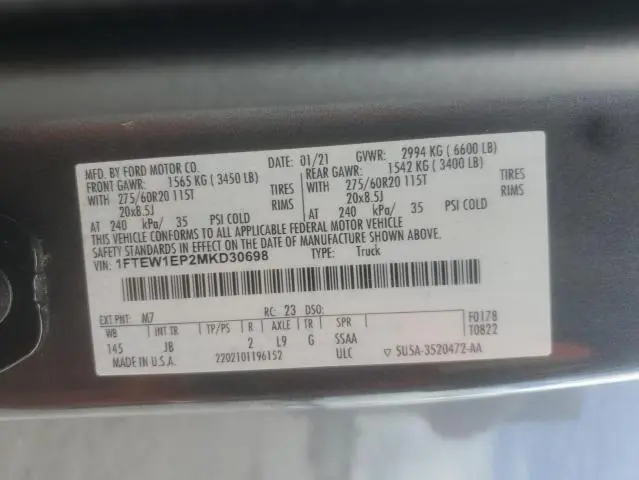 MFD. BY FORD MOTOR CO. DATE: 01/21 GVWR: 2994 KG ( 6600 LB)
FRONT GAWR: 1565 KG ( 3450 LB) REAR GAWR: 1542 KG ( 3400 LB)
WITH 275/60R20 115T TIRES WITH 275/60R20 115T TIRES
20x8.5J RIMS 20x8.5J RIMS
AT 240 kPa/ 35 PSI COLD AT 240 kPa/ 35 PSI COLD
THIS VEHICLE CONFORMS TO ALL APPLICABLE FEDERAL MOTOR VEHICLE
SAFETY STANDARDS IN EFFECT ON THE DATE OF MANUFACTURE SHOWN ABOVE.
VIN: 1FTEW1EP2MKD30698 TYPE: Truck
EXT PNT: M7 RC: 23 DSO: F0178
WB INT TR TP/PS R AXLE TR SPR T0822
145 JB 2 L9 G SSAA
MADE IN U.S.A. 2202101196152 ULC ▽ 5U5A-3520472-AA